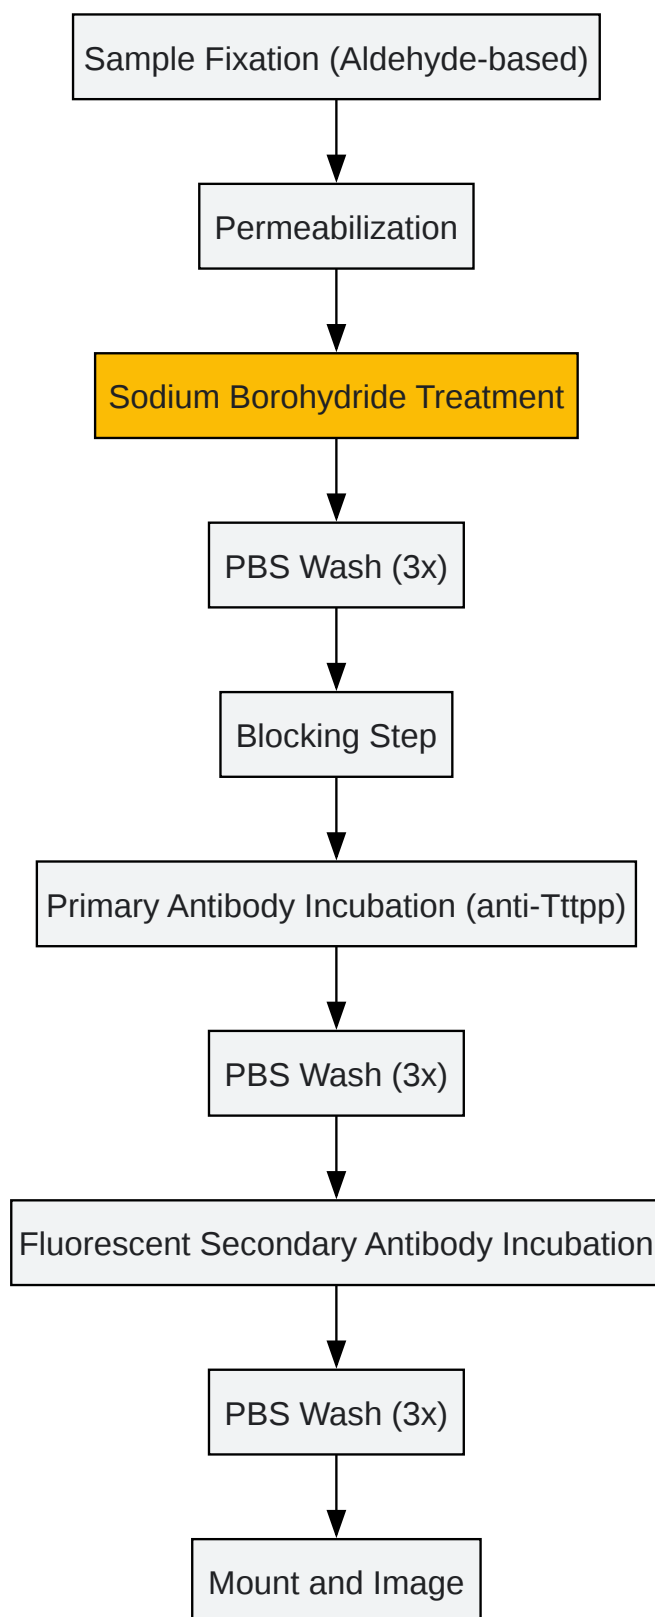 Sample Fixation (Aldehyde-based)
Permeabilization
Sodium Borohydride Treatment
PBS Wash (3x)
Blocking Step
Primary Antibody Incubation (anti-Tttpp)
PBS Wash (3x)
Fluorescent Secondary Antibody Incubation
PBS Wash (3x)
Mount and Image